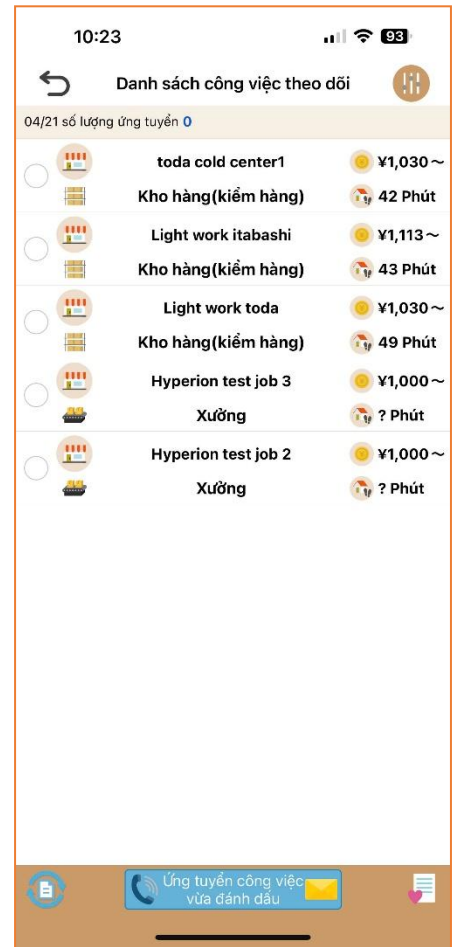 10:23
93
Danh sách công việc theo dõi
04/21 số lượng ứng tuyển 0
toda cold center1 ¥1,030～
Kho hàng(kiểm hàng) 42 Phút
Light work itabashi ¥1,113～
Kho hàng(kiểm hàng) 43 Phút
Light work toda ¥1,030～
Kho hàng(kiểm hàng) 49 Phút
Hyperion test job 3 ¥1,000～
Xưởng ? Phút
Hyperion test job 2 ¥1,000～
Xưởng ? Phút
Ứng tuyển công việc
vừa đánh dấu